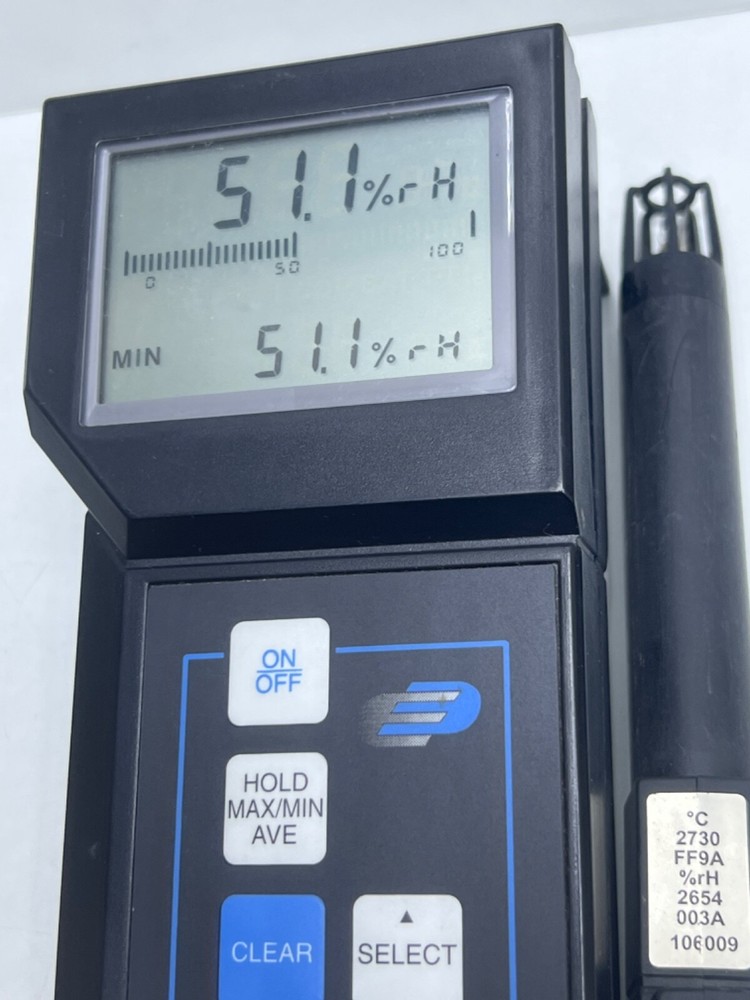 51.1 %rH
0 50 100
MIN 51.1 %rH
ON
OFF
HOLD
MAX/MIN
AVE
CLEAR
▲
SELECT
°C
2730
FF9A
%rH
2654
003A
106009